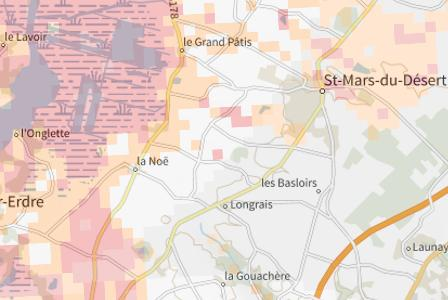 178
le Lavoir
le Grand Pâtis
St-Mars-du-Désert
l'Onglette
la Noë
les Basloirs
r-Erdre
Longrais
Launay
la Gouachère